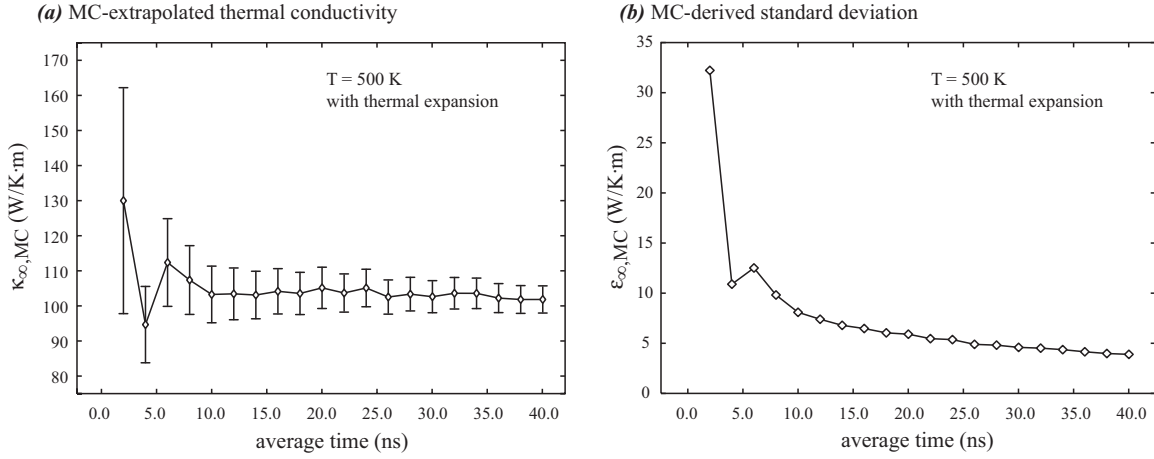 (a) MC-extrapolated thermal conductivity
170
160
150
140
130
120
110
100
90
80
κ∞,MC (W/K·m)
T = 500 K
with thermal expansion
0.0 5.0 10.0 15.0 20.0 25.0 30.0 35.0 40.0
average time (ns)
(b) MC-derived standard deviation
35
30
25
20
15
10
5
0
ε∞,MC (W/K·m)
T = 500 K
with thermal expansion
0.0 5.0 10.0 15.0 20.0 25.0 30.0 35.0 40.0
average time (ns)